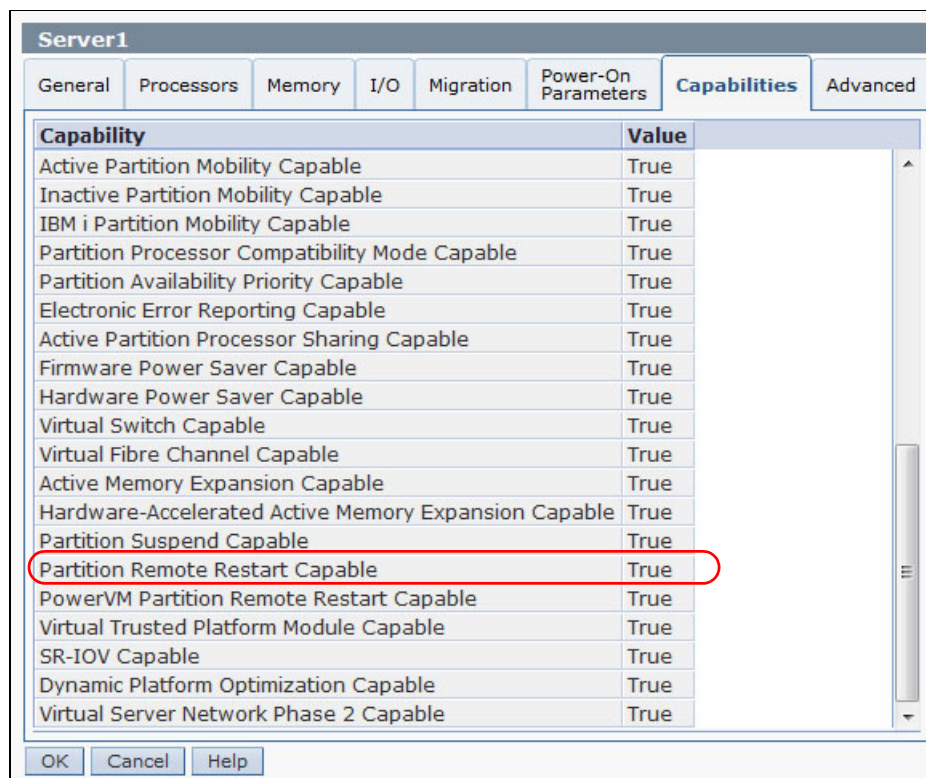 Server1
General Processors Memory I/O Migration Power-On Parameters Capabilities Advanced
Capability Value
Active Partition Mobility Capable True
Inactive Partition Mobility Capable True
IBM i Partition Mobility Capable True
Partition Processor Compatibility Mode Capable True
Partition Availability Priority Capable True
Electronic Error Reporting Capable True
Active Partition Processor Sharing Capable True
Firmware Power Saver Capable True
Hardware Power Saver Capable True
Virtual Switch Capable True
Virtual Fibre Channel Capable True
Active Memory Expansion Capable True
Hardware-Accelerated Active Memory Expansion Capable True
Partition Suspend Capable True
Partition Remote Restart Capable True
PowerVM Partition Remote Restart Capable True
Virtual Trusted Platform Module Capable True
SR-IOV Capable True
Dynamic Platform Optimization Capable True
Virtual Server Network Phase 2 Capable True
OK Cancel Help